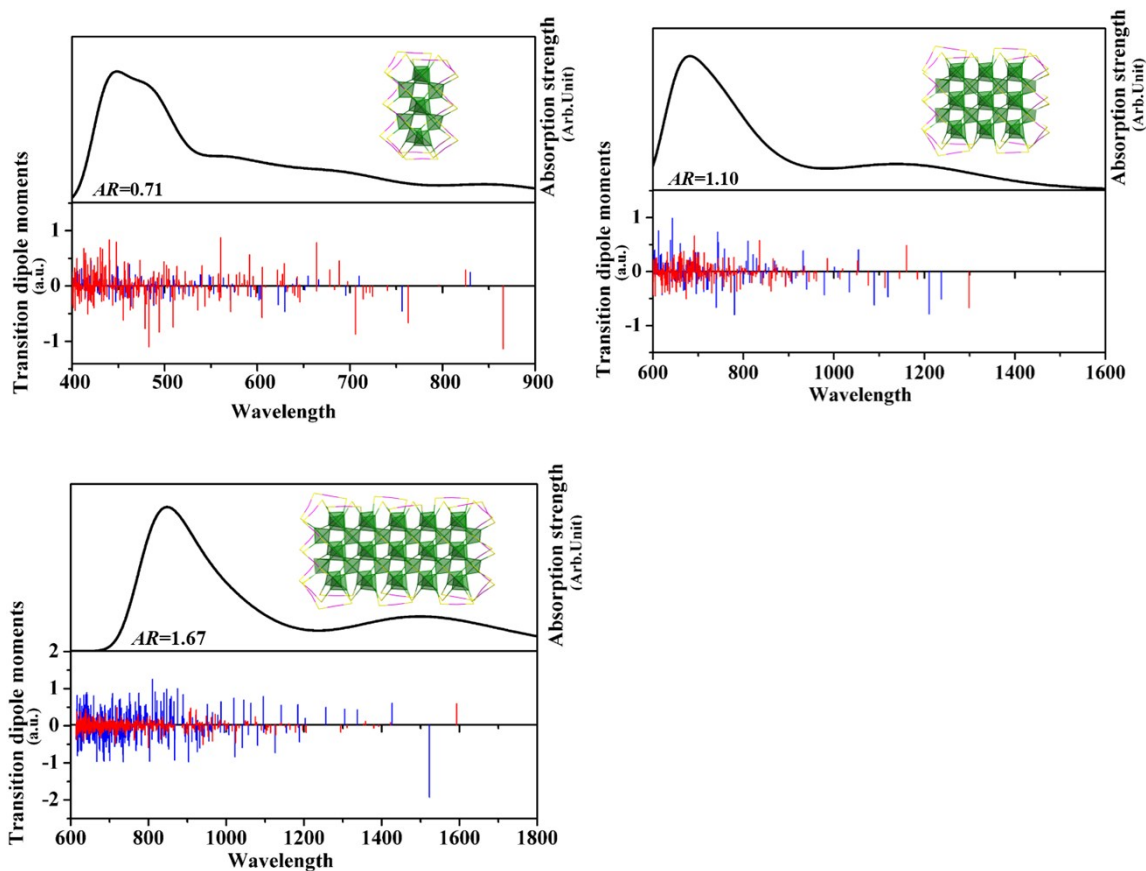 Transition dipole moments
(a.u.)
Absorption strength
(Arb.Unit)
AR=0.71
1
0
-1
400 500 600 700 800 900
Wavelength
Transition dipole moments
(a.u.)
Absorption strength
(Arb.Unit)
AR=1.10
1
0
-1
600 800 1000 1200 1400 1600
Wavelength
Transition dipole moments
(a.u.)
Absorption strength
(Arb.Unit)
AR=1.67
2
1
0
-1
-2
600 800 1000 1200 1400 1600 1800
Wavelength